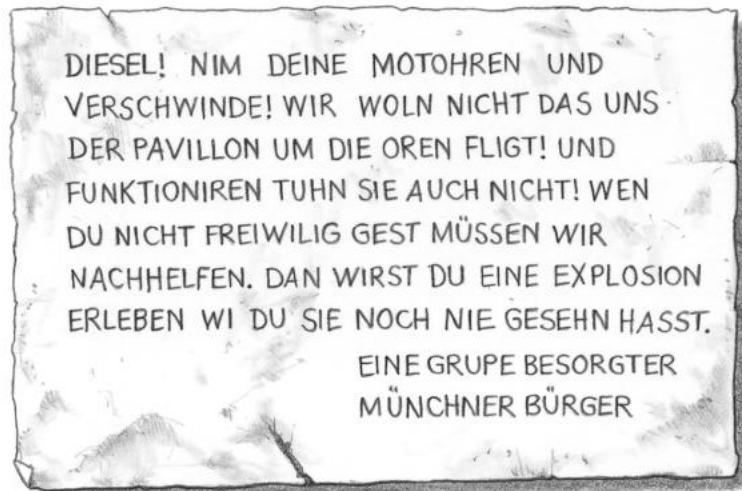 DIESEL! NIM DEINE MOTOHREN UND
VERSCHWINDE! WIR WOLN NICHT DAS UNS
DER PAVILLON UM DIE OREN FLIGT! UND
FUNKTIONIREN TUHN SIE AUCH NICHT! WEN
DU NICHT FREIWILIG GEST MÜSSEN WIR
NACHHELFEN. DAN WIRST DU EINE EXPLOSION
ERLEBEN WI DU SIE NOCH NIE GESEHN HASST.
EINE GRUPE BESORGTER
MÜNCHNER BÜRGER